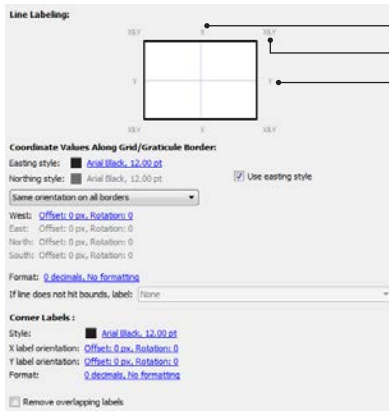 Line Labeling:
X&Y X X&Y
Y Y
X&Y X X&Y
Coordinate Values Along Grid/Graticule Border:
Easting style: Arial Black, 12.00 pt
Northing style: Arial Black, 12.00 pt Use easting style
Same orientation on all borders
West: Offset: 0 px, Rotation: 0
East: Offset: 0 px, Rotation: 0
North: Offset: 0 px, Rotation: 0
South: Offset: 0 px, Rotation: 0
Format: 0 decimals, No formatting
If line does not hit bounds, label: None
Corner Labels :
Style: Arial Black, 12.00 pt
X label orientation: Offset: 0 px, Rotation: 0
Y label orientation: Offset: 0 px, Rotation: 0
Format: 0 decimals, No formatting
Remove overlapping labels